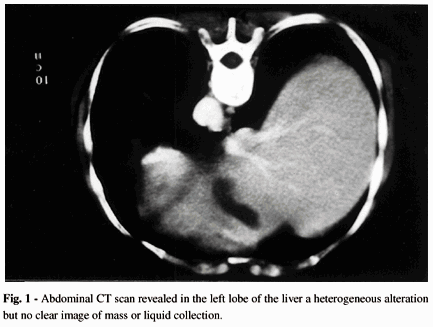 Fig. 1 - Abdominal CT scan revealed in the left lobe of the liver a heterogeneous alteration
but no clear image of mass or liquid collection.